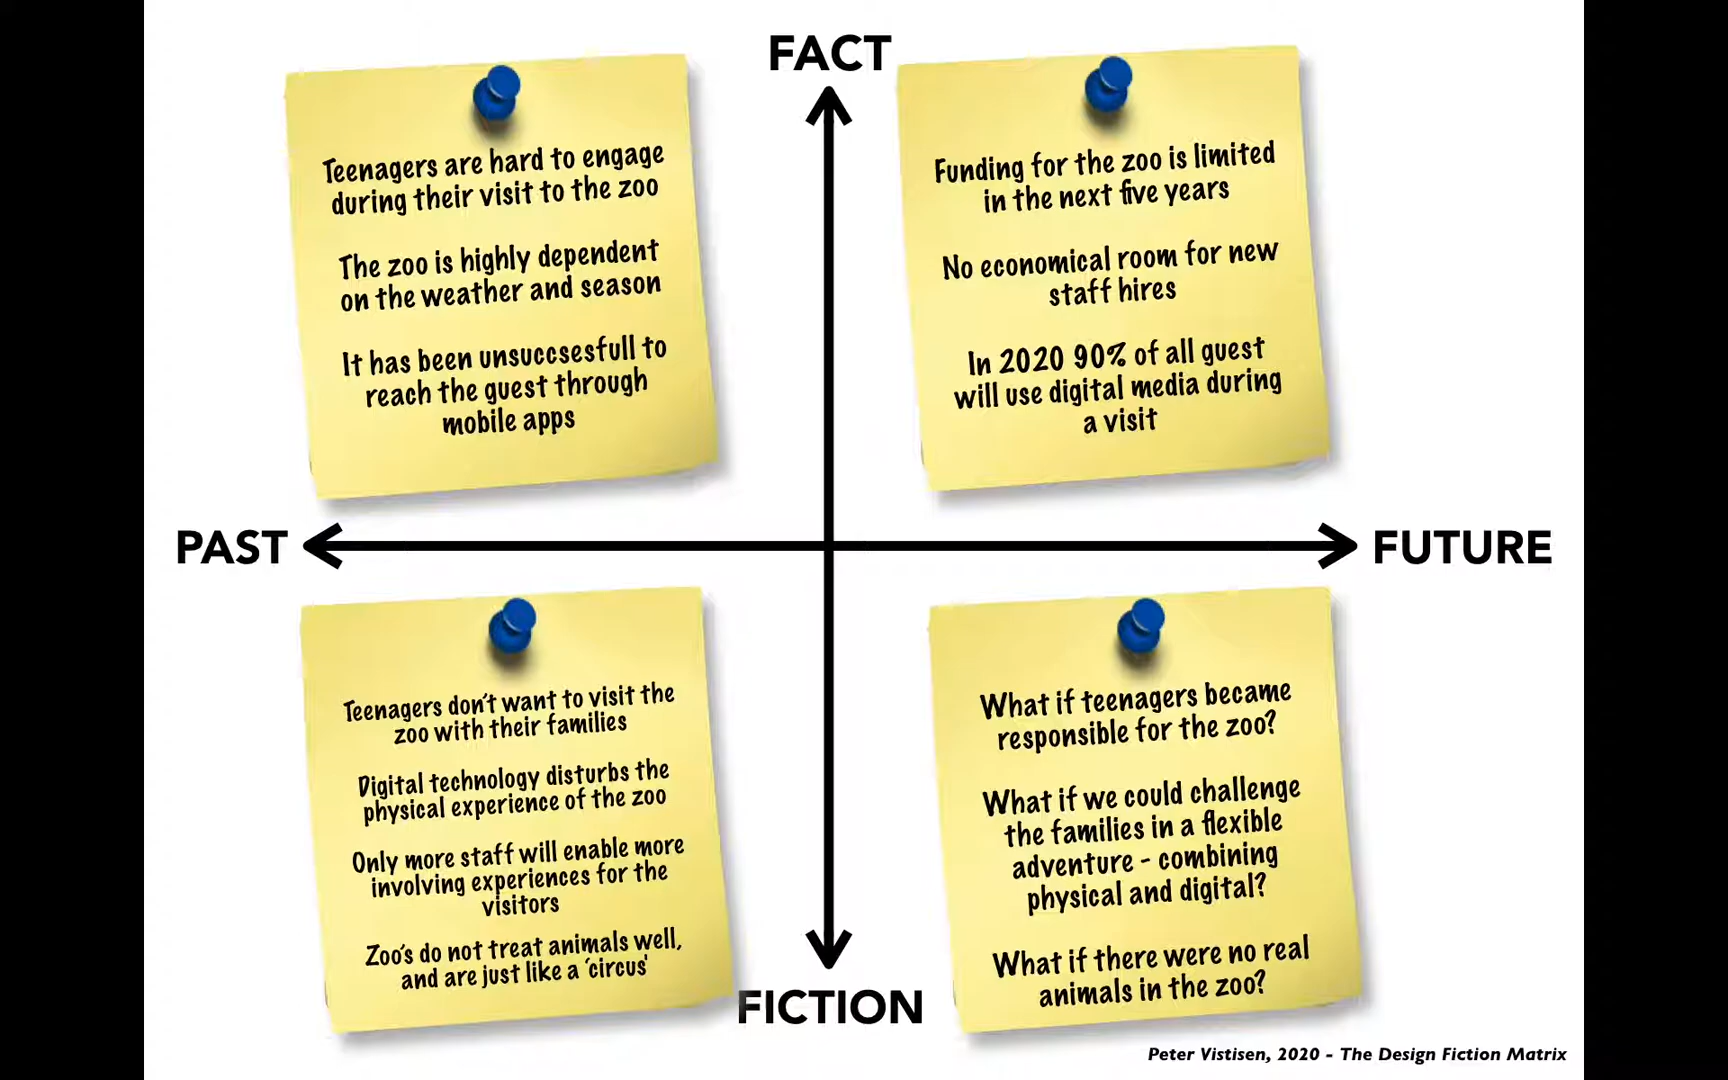 FACT
Teenagers are hard to engage
during their visit to the zoo
The zoo is highly dependent
on the weather and season
It has been unsuccsesfull to
reach the guest through
mobile apps
Funding for the zoo is limited
in the next five years
No economical room for new
staff hires
In 2020 90% of all guest
will use digital media during
a visit
PAST
FUTURE
Teenagers don't want to visit the
zoo with their families
Digital technology disturbs the
physical experience of the zoo
Only more staff will enable more
involving experiences for the
visitors
Zoo's do not treat animals well,
and are just like a 'circus'
What if teenagers became
responsible for the zoo?
What if we could challenge
the families in a flexible
adventure - combining
physical and digital?
What if there were no real
animals in the zoo?
FICTION
Peter Vistisen, 2020 - The Design Fiction Matrix